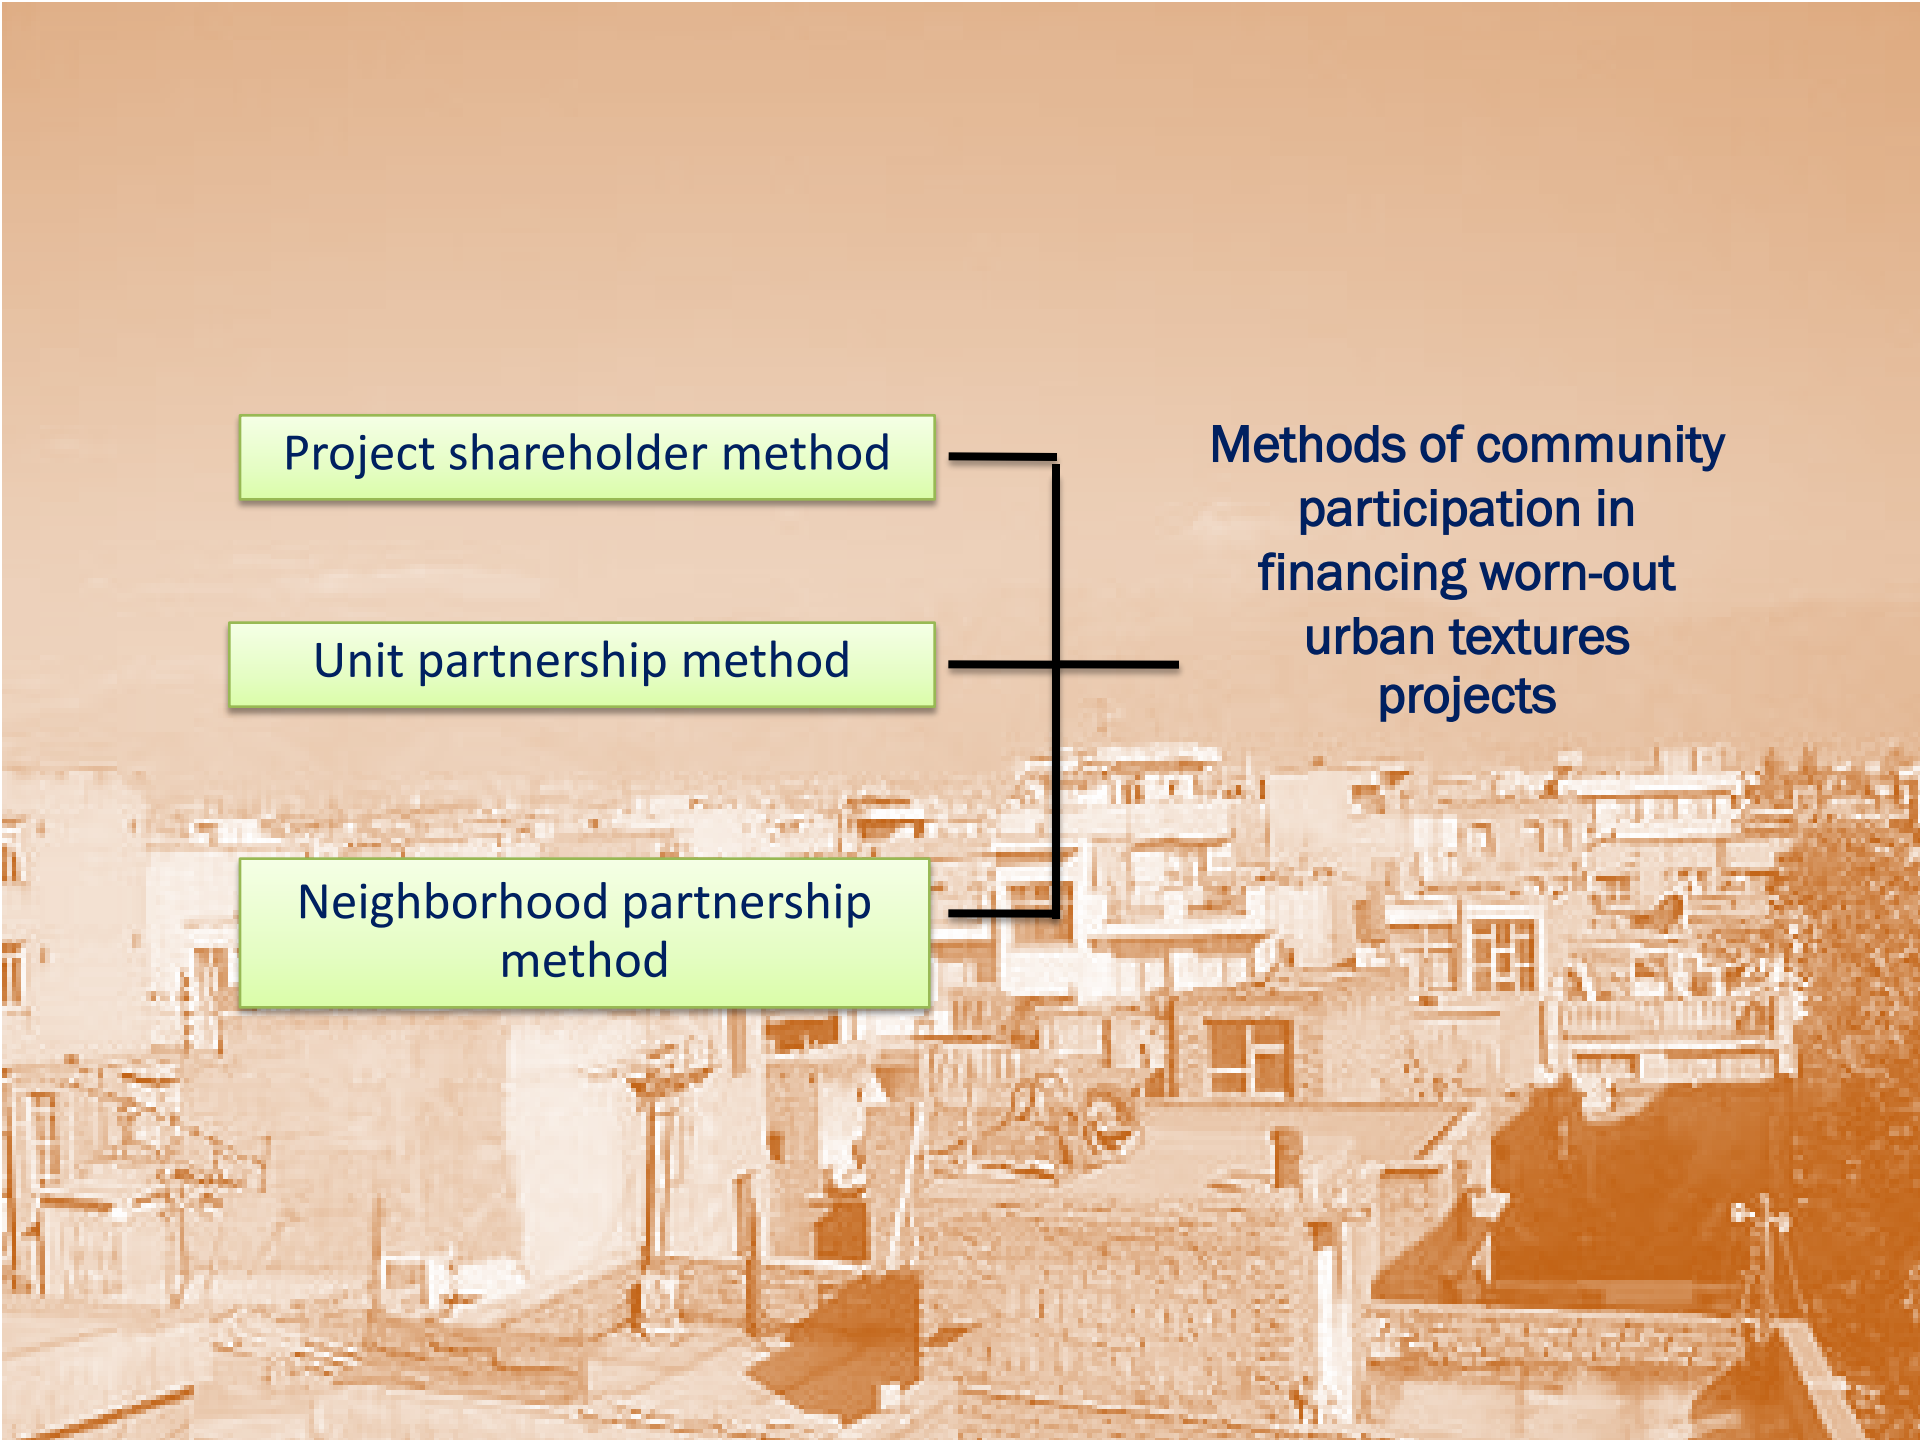 Project shareholder method
Unit partnership method
Neighborhood partnership
method
Methods of community
participation in
financing worn-out
urban textures
projects